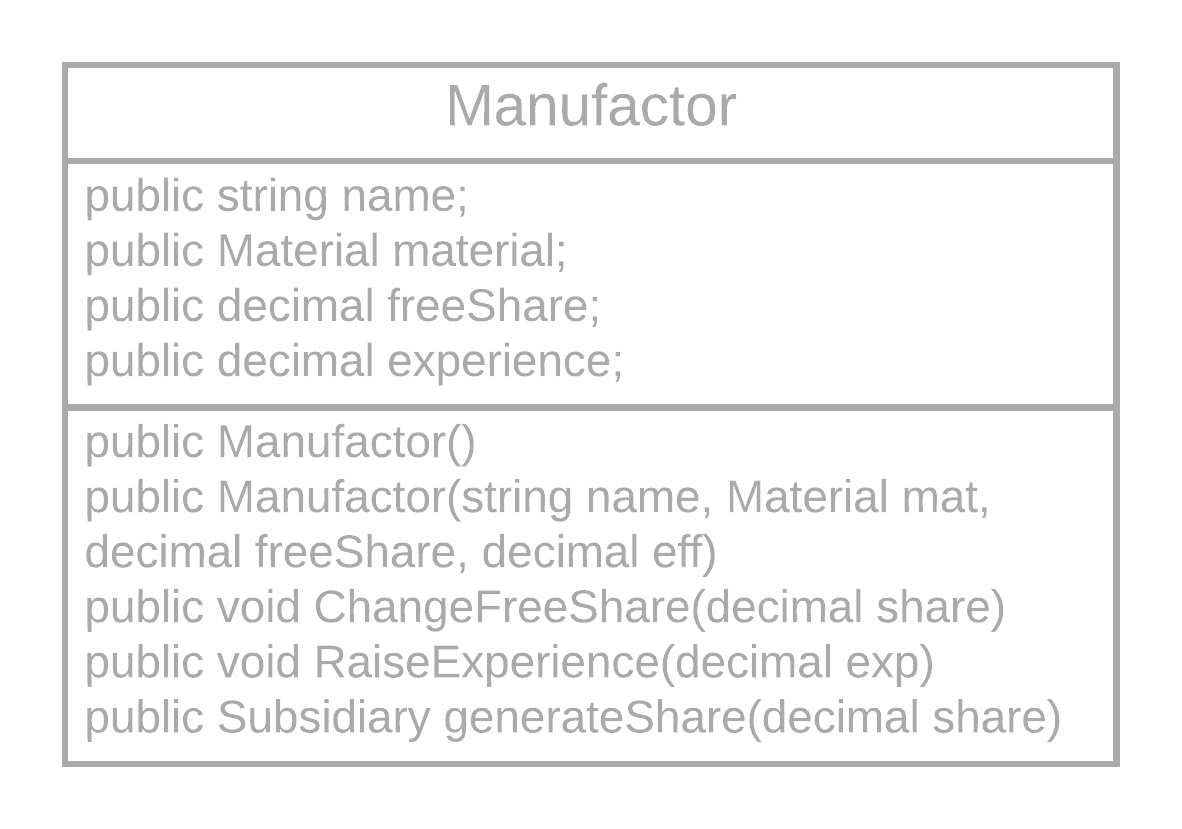 Manufactor
public string name;
public Material material;
public decimal freeShare;
public decimal experience;
public Manufactor()
public Manufactor(string name, Material mat,
decimal freeShare, decimal eff)
public void ChangeFreeShare(decimal share)
public void RaiseExperience(decimal exp)
public Subsidiary generateShare(decimal share)